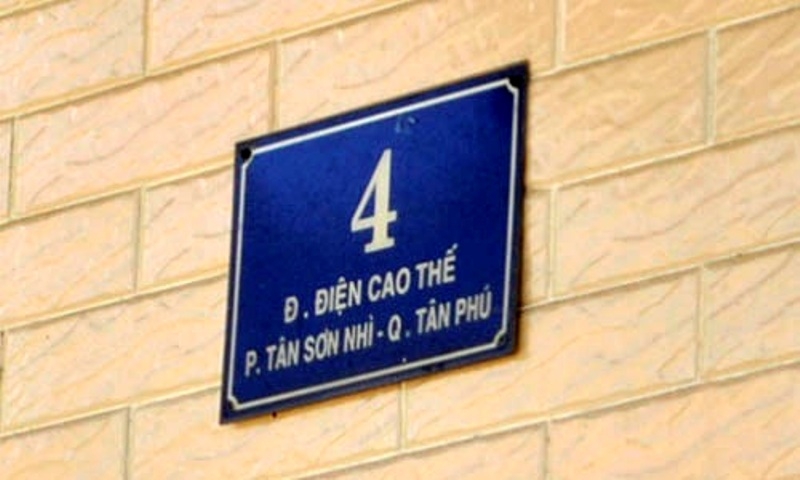 4
Đ . ĐIỆN CAO THẾ
P. TÂN SƠN NHÌ - Q . TÂN PHÚ